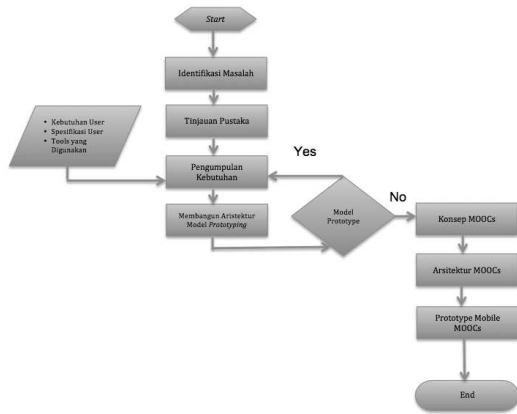 Start
Identifikasi Masalah
Tinjauan Pustaka
• Kebutuhan User
• Spesifikasi User
• Tools yang
Digunakan
Pengumpulan
Kebutuhan
Yes
Membangun Aristektur
Model Prototyping
Model
Prototype
No
Konsep MOOCs
Arsitektur MOOCs
Prototype Mobile
MOOCs
End